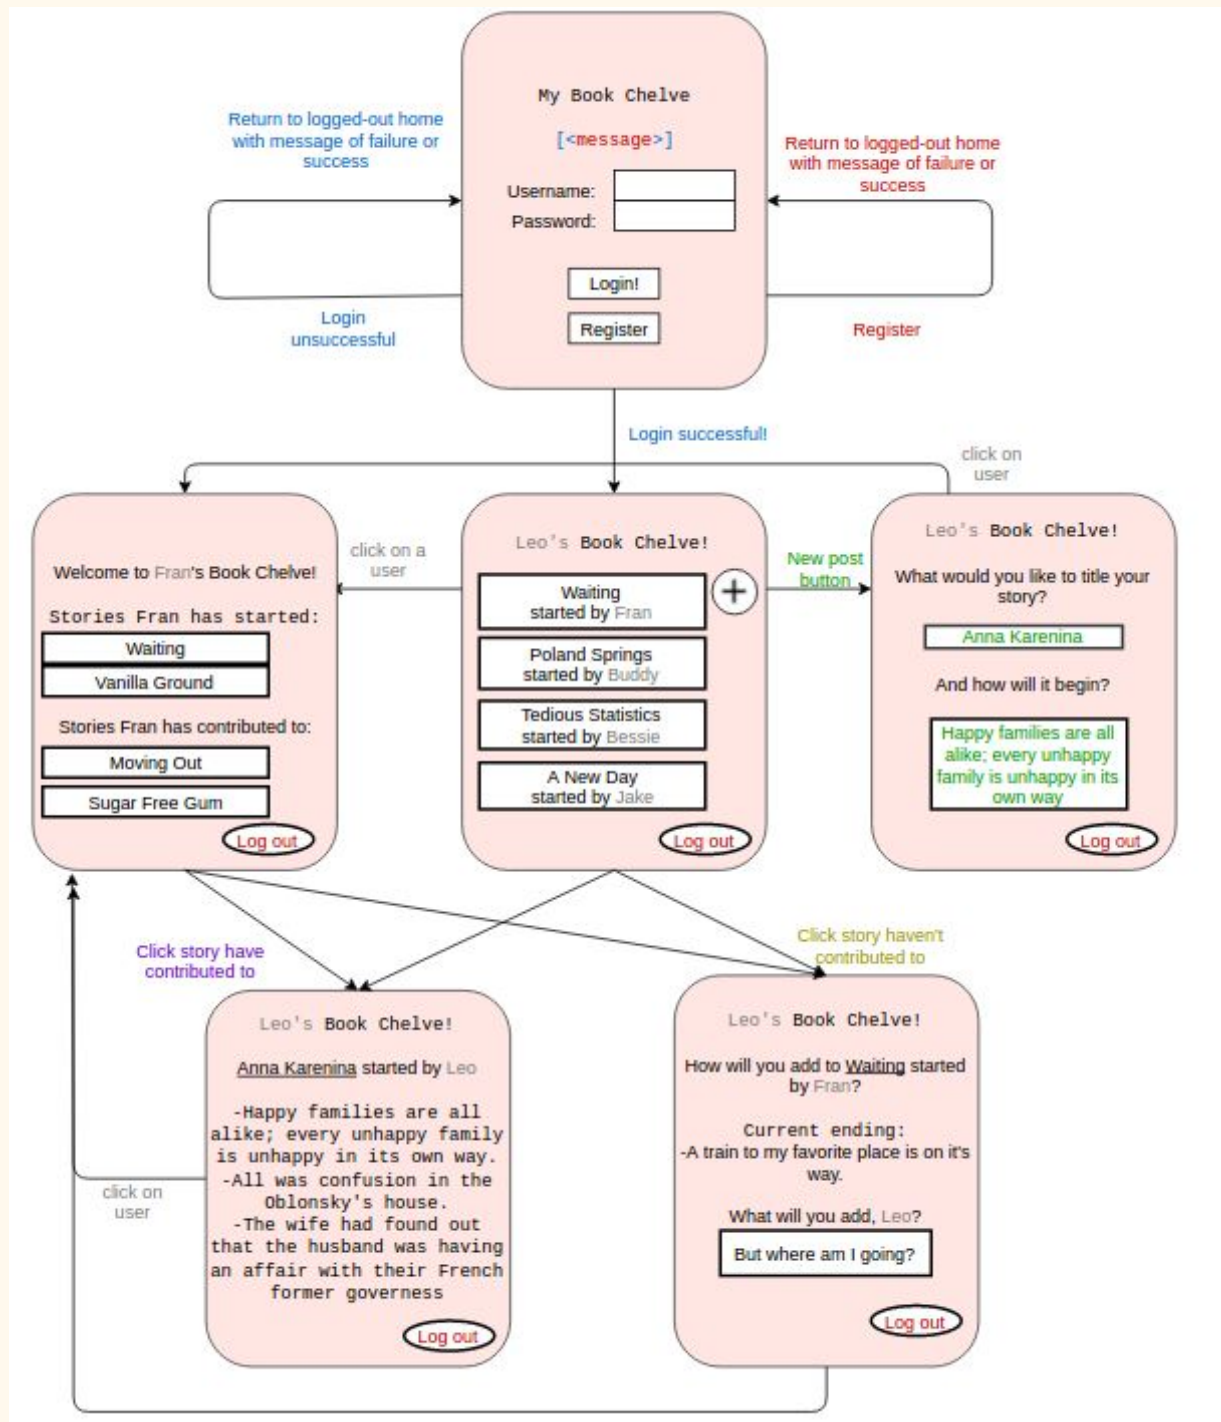 My Book Chelve
[<message>]
Username:
Password:
Login!
Register
Return to logged-out home
with message of failure or
success
Login
unsuccessful
Return to logged-out home
with message of failure or
success
Register
Login successful!
click on
user
Welcome to Fran's Book Chelve!
Stories Fran has started:
Waiting
Vanilla Ground
Stories Fran has contributed to:
Moving Out
Sugar Free Gum
Log out
click on a
user
Leo's Book Chelve!
Waiting
started by Fran
Poland Springs
started by Buddy
Tedious Statistics
started by Bessie
A New Day
started by Jake
Log out
New post
button
Leo's Book Chelve!
What would you like to title your
story?
Anna Karenina
And how will it begin?
Happy families are all
alike; every unhappy
family is unhappy in its
own way
Log out
Click story have
contributed to
Click story haven't
contributed to
Leo's Book Chelve!
Anna Karenina started by Leo
-Happy families are all
alike; every unhappy family
is unhappy in its own way.
-All was confusion in the
Oblonsky's house.
-The wife had found out
that the husband was having
an affair with their French
former governess
Log out
click on
user
Leo's Book Chelve!
How will you add to Waiting started
by Fran?
Current ending:
-A train to my favorite place is on it's
way.
What will you add, Leo?
But where am I going?
Log out